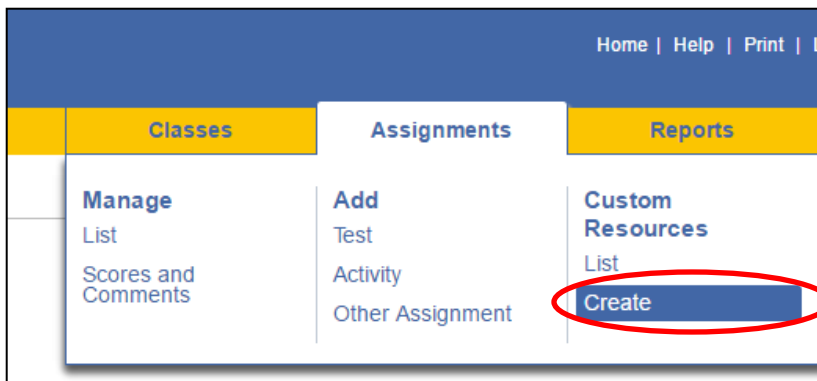 Home | Help | Print |
Classes Assignments Reports
Manage
List
Scores and
Comments
Add
Test
Activity
Other Assignment
Custom
Resources
List
Create